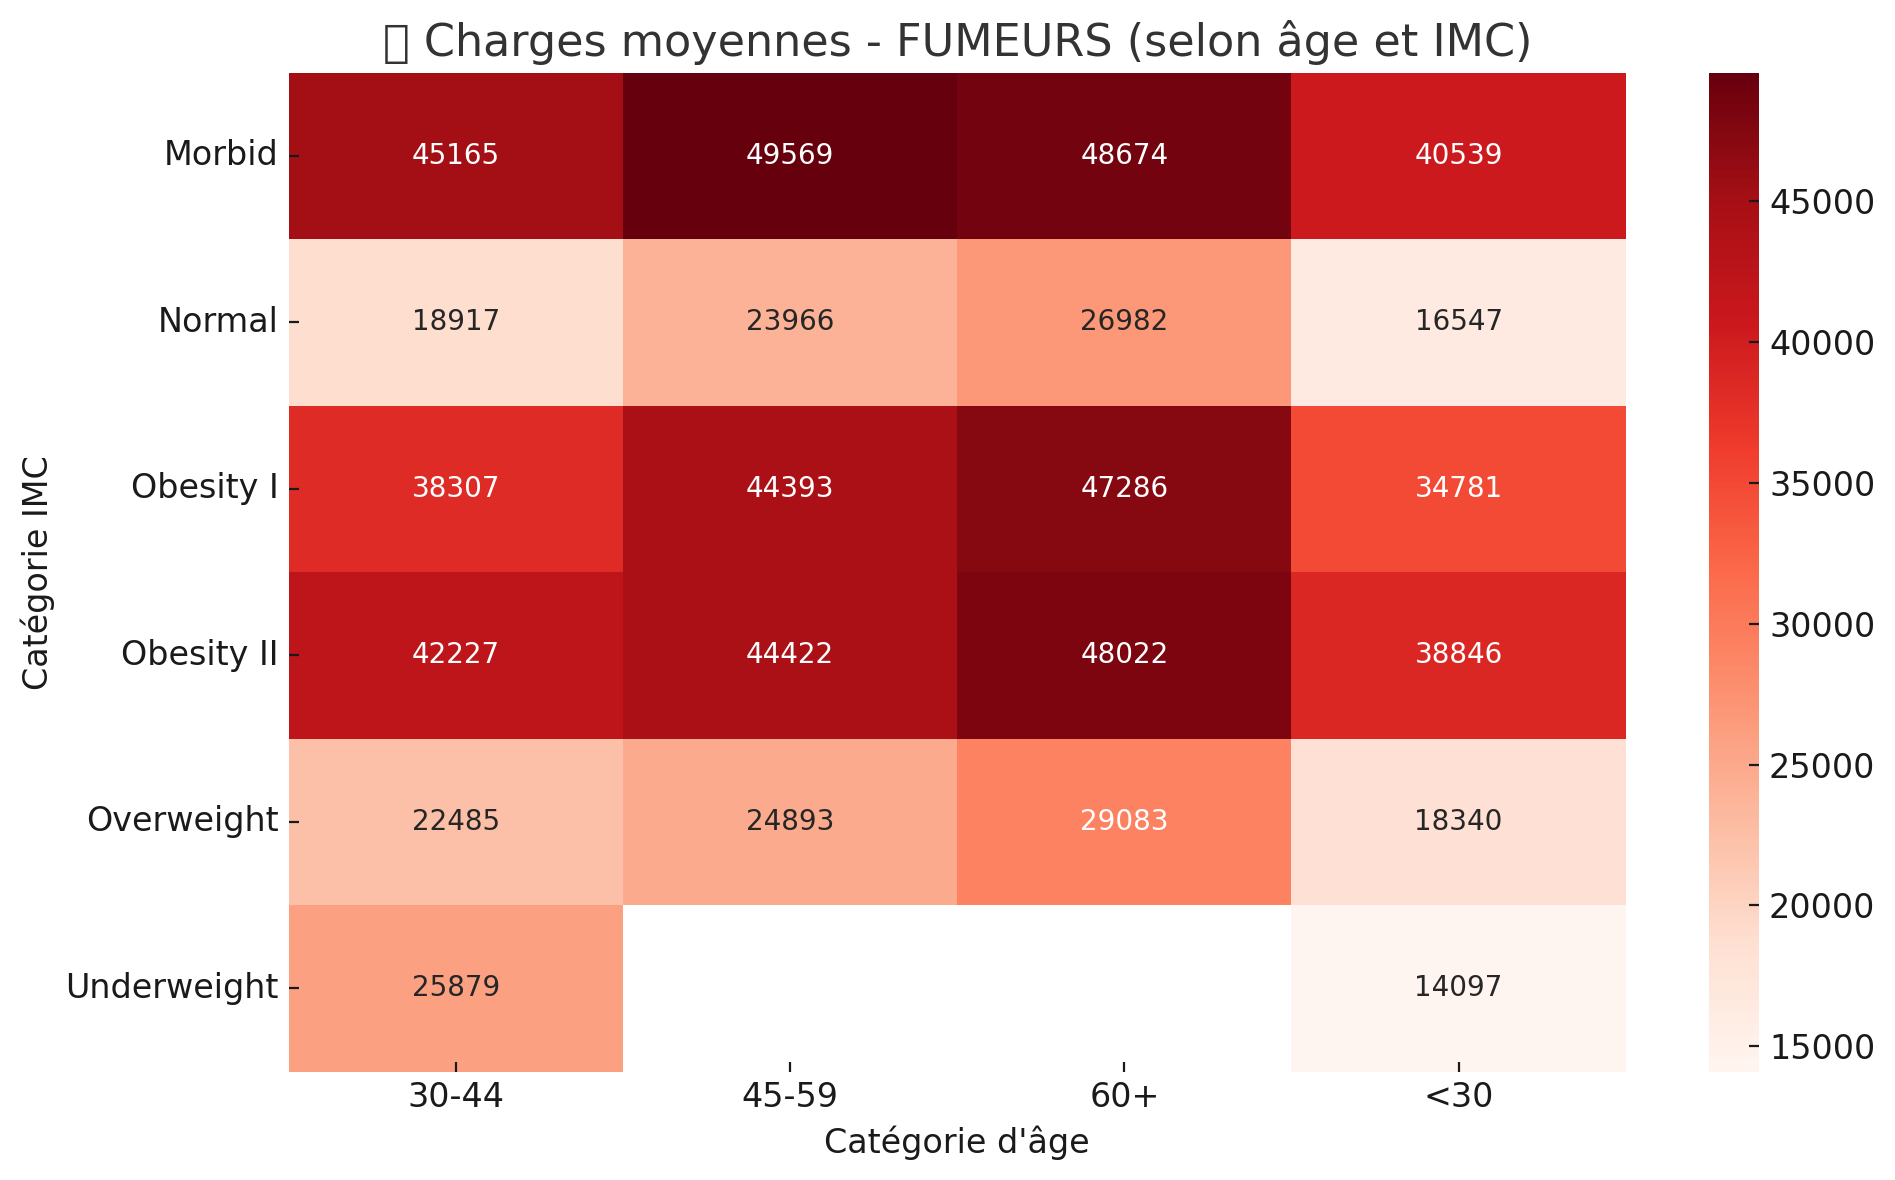 Charges moyennes - FUMEURS (selon âge et IMC)
Catégorie IMC
Morbid 45165 49569 48674 40539
Normal 18917 23966 26982 16547
Obesity I 38307 44393 47286 34781
Obesity II 42227 44422 48022 38846
Overweight 22485 24893 29083 18340
Underweight 25879 14097
30-44 45-59 60+ <30
Catégorie d'âge
45000
40000
35000
30000
25000
20000
15000